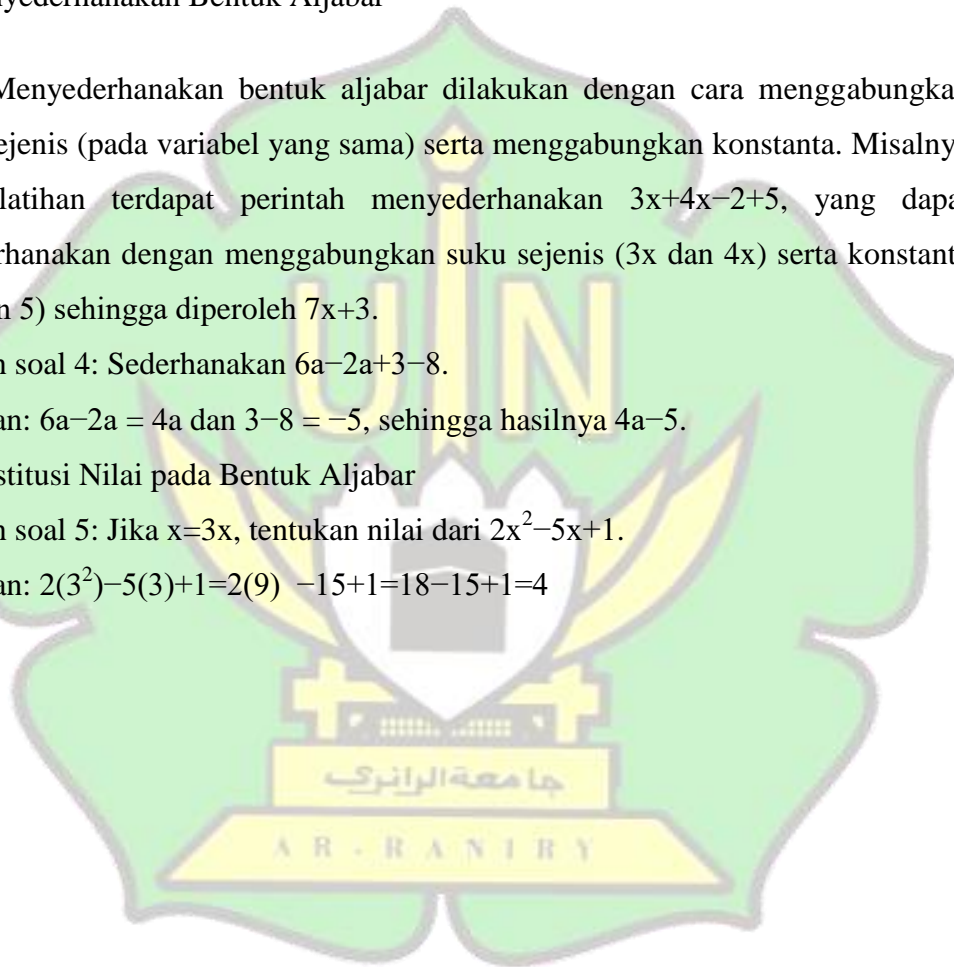 nyederhanakan Bentuk Aljabar
Menyederhanakan bentuk aljabar dilakukan dengan cara menggabungka
ejenis (pada variabel yang sama) serta menggabungkan konstanta. Misalny
latihan terdapat perintah menyederhanakan 3x+4x−2+5, yang dapa
rhanakan dengan menggabungkan suku sejenis (3x dan 4x) serta konstant
n 5) sehingga diperoleh 7x+3.
n soal 4: Sederhanakan 6a−2a+3−8.
an: 6a−2a = 4a dan 3−8 = −5, sehingga hasilnya 4a−5.
stitusi Nilai pada Bentuk Aljabar
n soal 5: Jika x=3x, tentukan nilai dari 2x²−5x+1.
an: 2(3²)−5(3)+1=2(9) −15+1=18−15+1=4
UIN
جامعة الرانري
AR-RANIRY